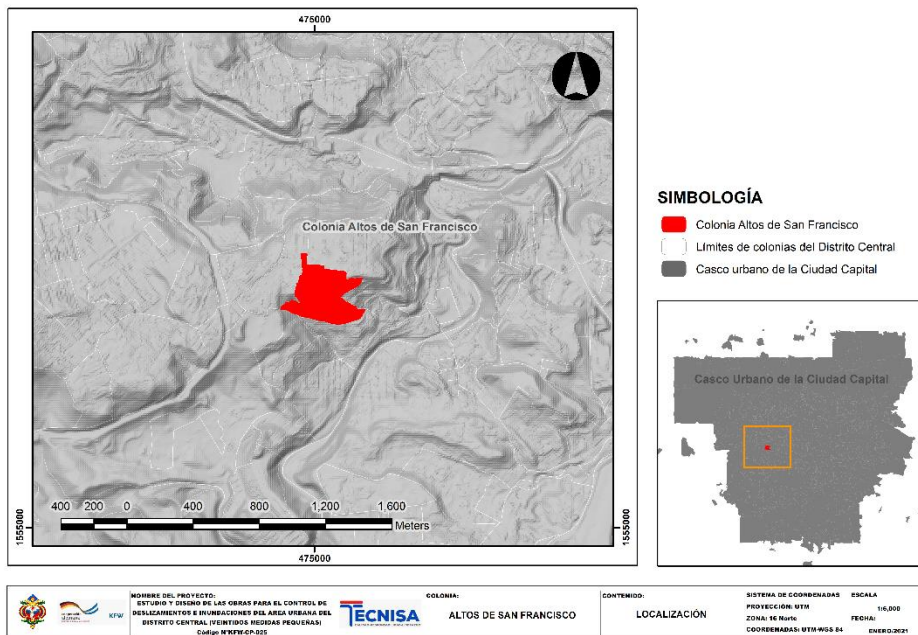 475000
Colonia Altos de San Francisco
400 200 0 400 800 1,200 1,600
Meters
1555000
1555000
475000
SIMBOLOGÍA
Colonia Altos de San Francisco
Límites de colonias del Distrito Central
Casco urbano de la Ciudad Capital
Casco Urbano de la Ciudad Capital
KFW
NOMBRE DEL PROYECTO:
ESTUDIO Y DISEÑO DE LAS OBRAS PARA EL CONTROL DE
DESLIZAMIENTOS E INUNDACIONES DEL AREA URBANA DEL
DISTRITO CENTRAL (VEINTIDOS MEDIDAS PEQUEÑAS)
Código N°KFW-CP-025
TECNISA
COLONIA:
ALTOS DE SAN FRANCISCO
CONTENIDO:
LOCALIZACIÓN
SISTEMA DE COORDENADAS
PROYECCIÓN: UTM
ZONA: 16 Norte
COORDENADAS: UTM-WGS 84
ESCALA
1:6,000
FECHA:
ENERO-2021